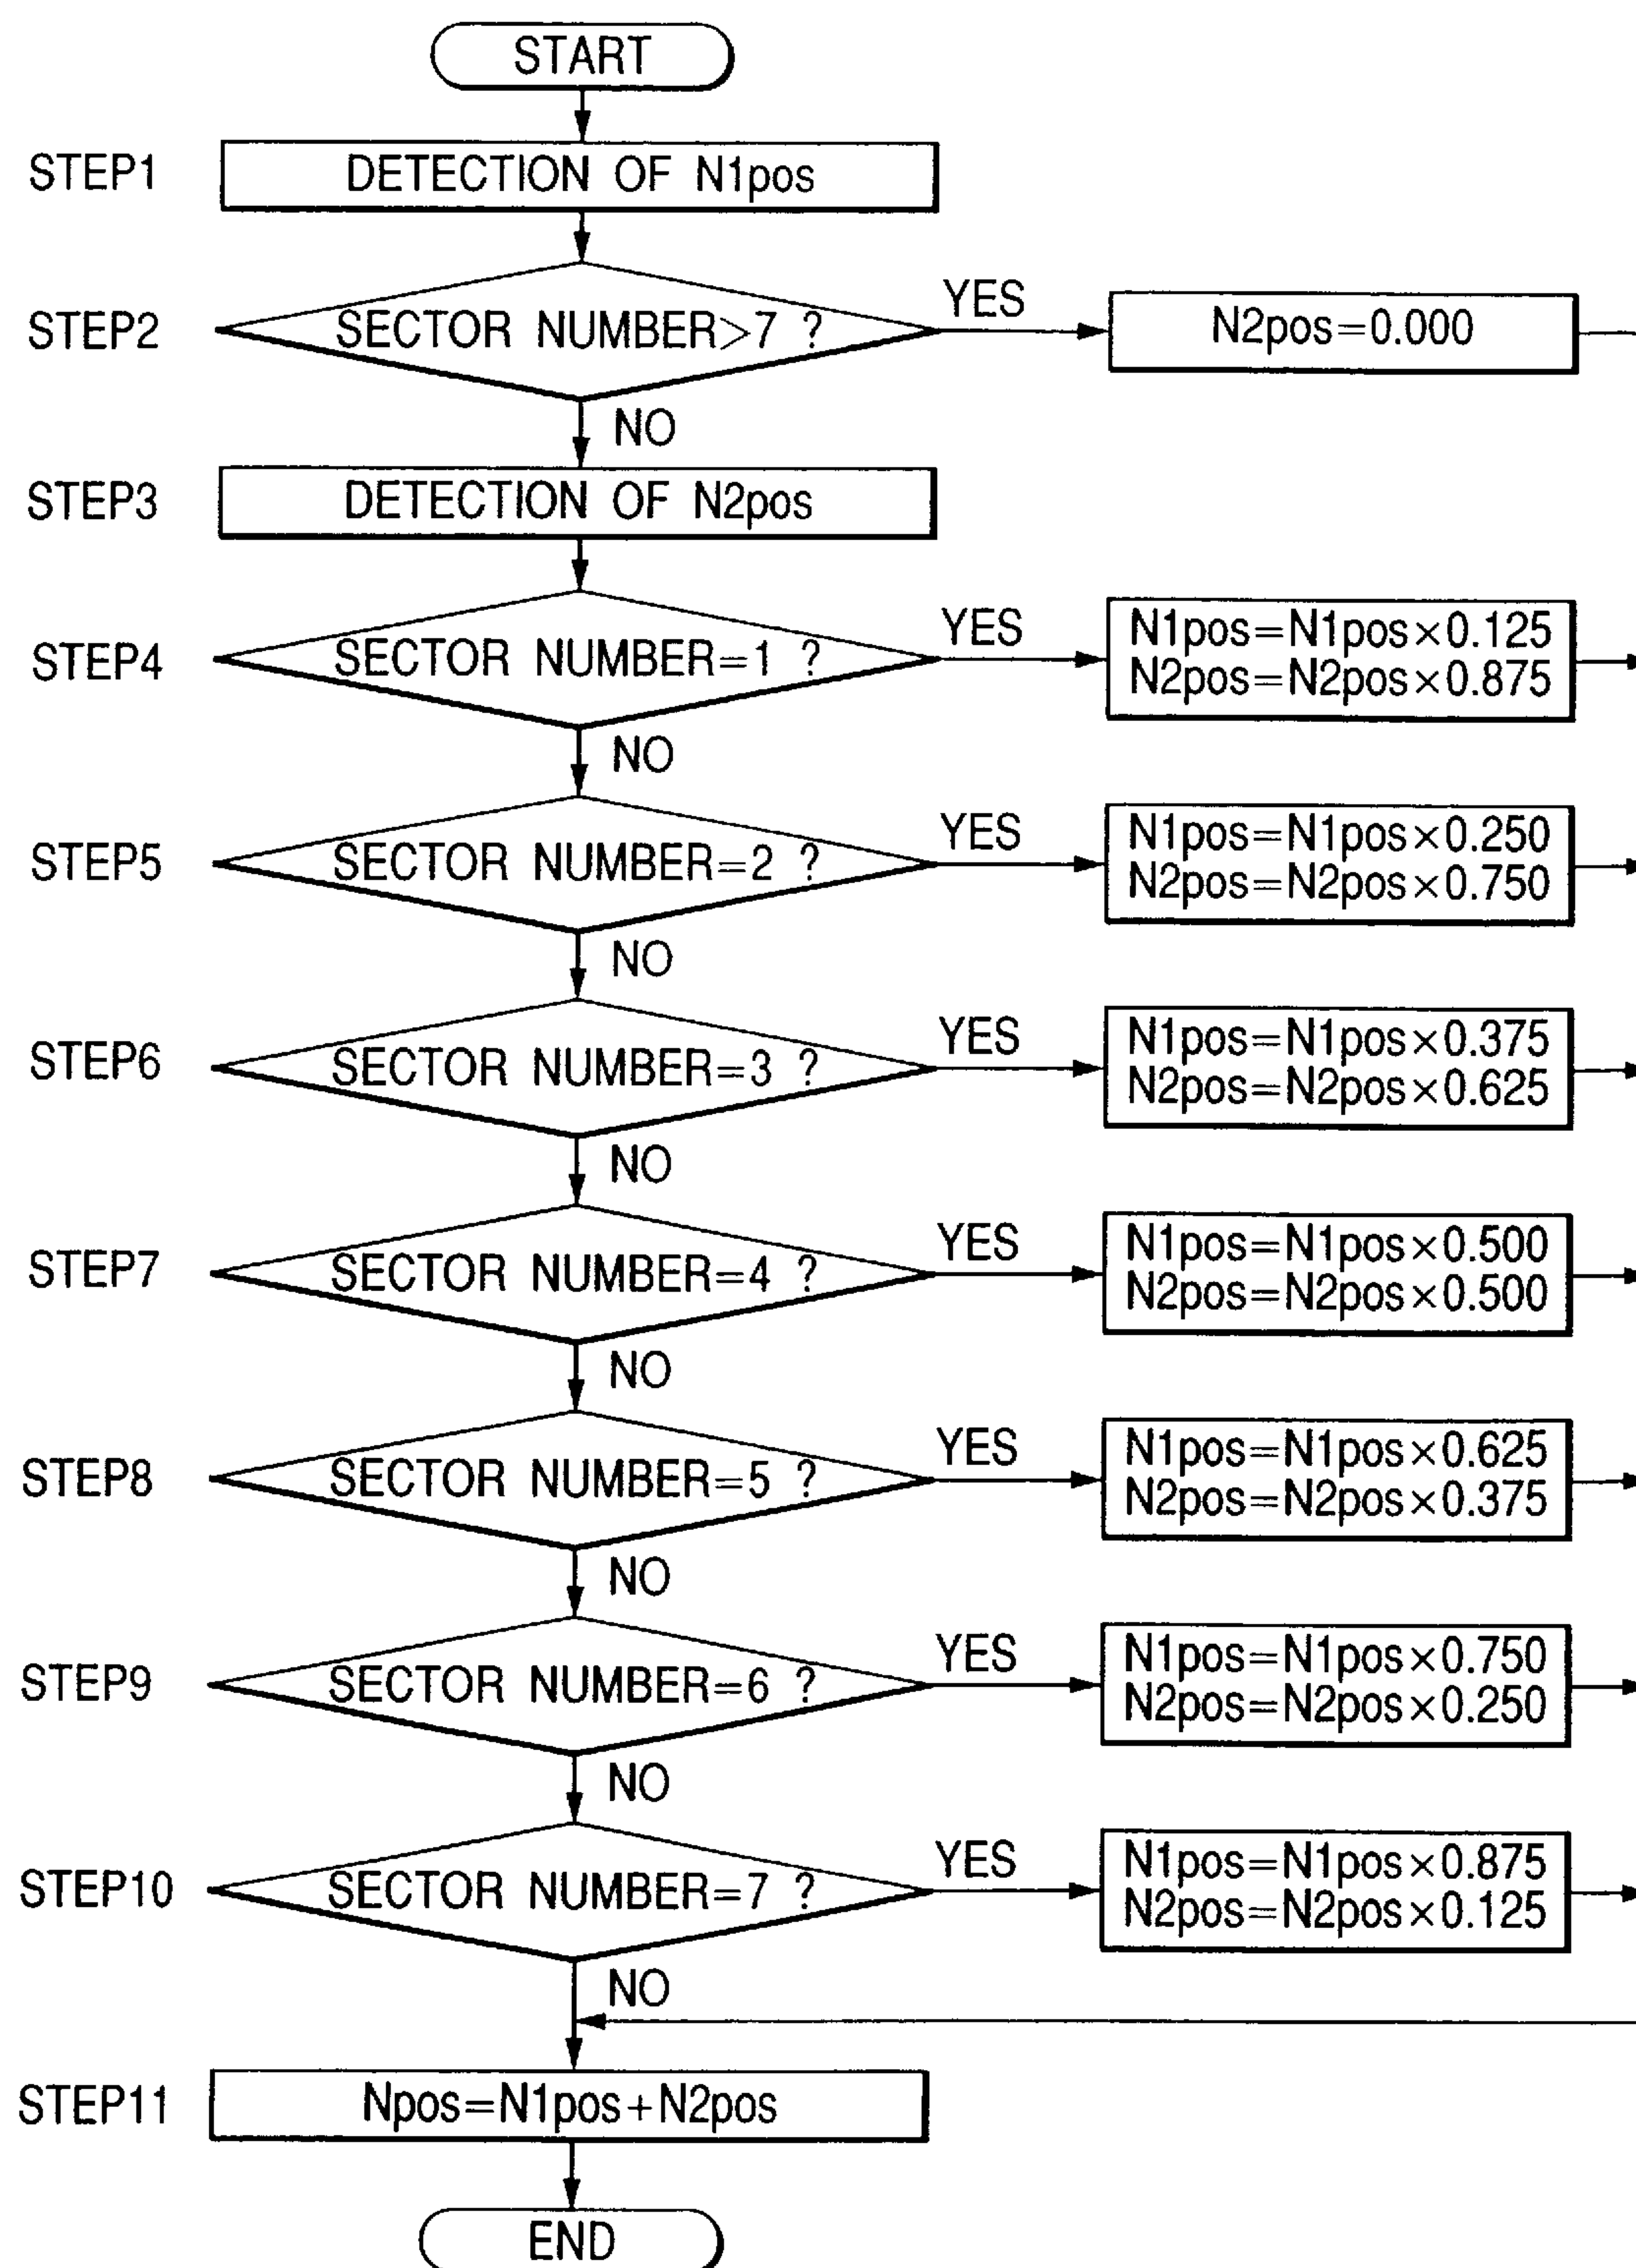 START
STEP1
DETECTION OF N1pos
STEP2
SECTOR NUMBER>7 ?
YES
N2pos=0.000
NO
STEP3
DETECTION OF N2pos
STEP4
SECTOR NUMBER=1 ?
YES
N1pos=N1pos×0.125
N2pos=N2pos×0.875
NO
STEP5
SECTOR NUMBER=2 ?
YES
N1pos=N1pos×0.250
N2pos=N2pos×0.750
NO
STEP6
SECTOR NUMBER=3 ?
YES
N1pos=N1pos×0.375
N2pos=N2pos×0.625
NO
STEP7
SECTOR NUMBER=4 ?
YES
N1pos=N1pos×0.500
N2pos=N2pos×0.500
NO
STEP8
SECTOR NUMBER=5 ?
YES
N1pos=N1pos×0.625
N2pos=N2pos×0.375
NO
STEP9
SECTOR NUMBER=6 ?
YES
N1pos=N1pos×0.750
N2pos=N2pos×0.250
NO
STEP10
SECTOR NUMBER=7 ?
YES
N1pos=N1pos×0.875
N2pos=N2pos×0.125
NO
STEP11
Npos=N1pos+N2pos
END